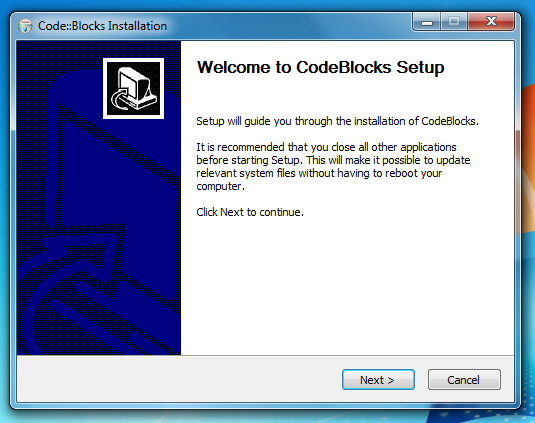 Code::Blocks Installation
Welcome to CodeBlocks Setup
Setup will guide you through the installation of CodeBlocks.
It is recommended that you close all other applications
before starting Setup. This will make it possible to update
relevant system files without having to reboot your
computer.
Click Next to continue.
Next >
Cancel